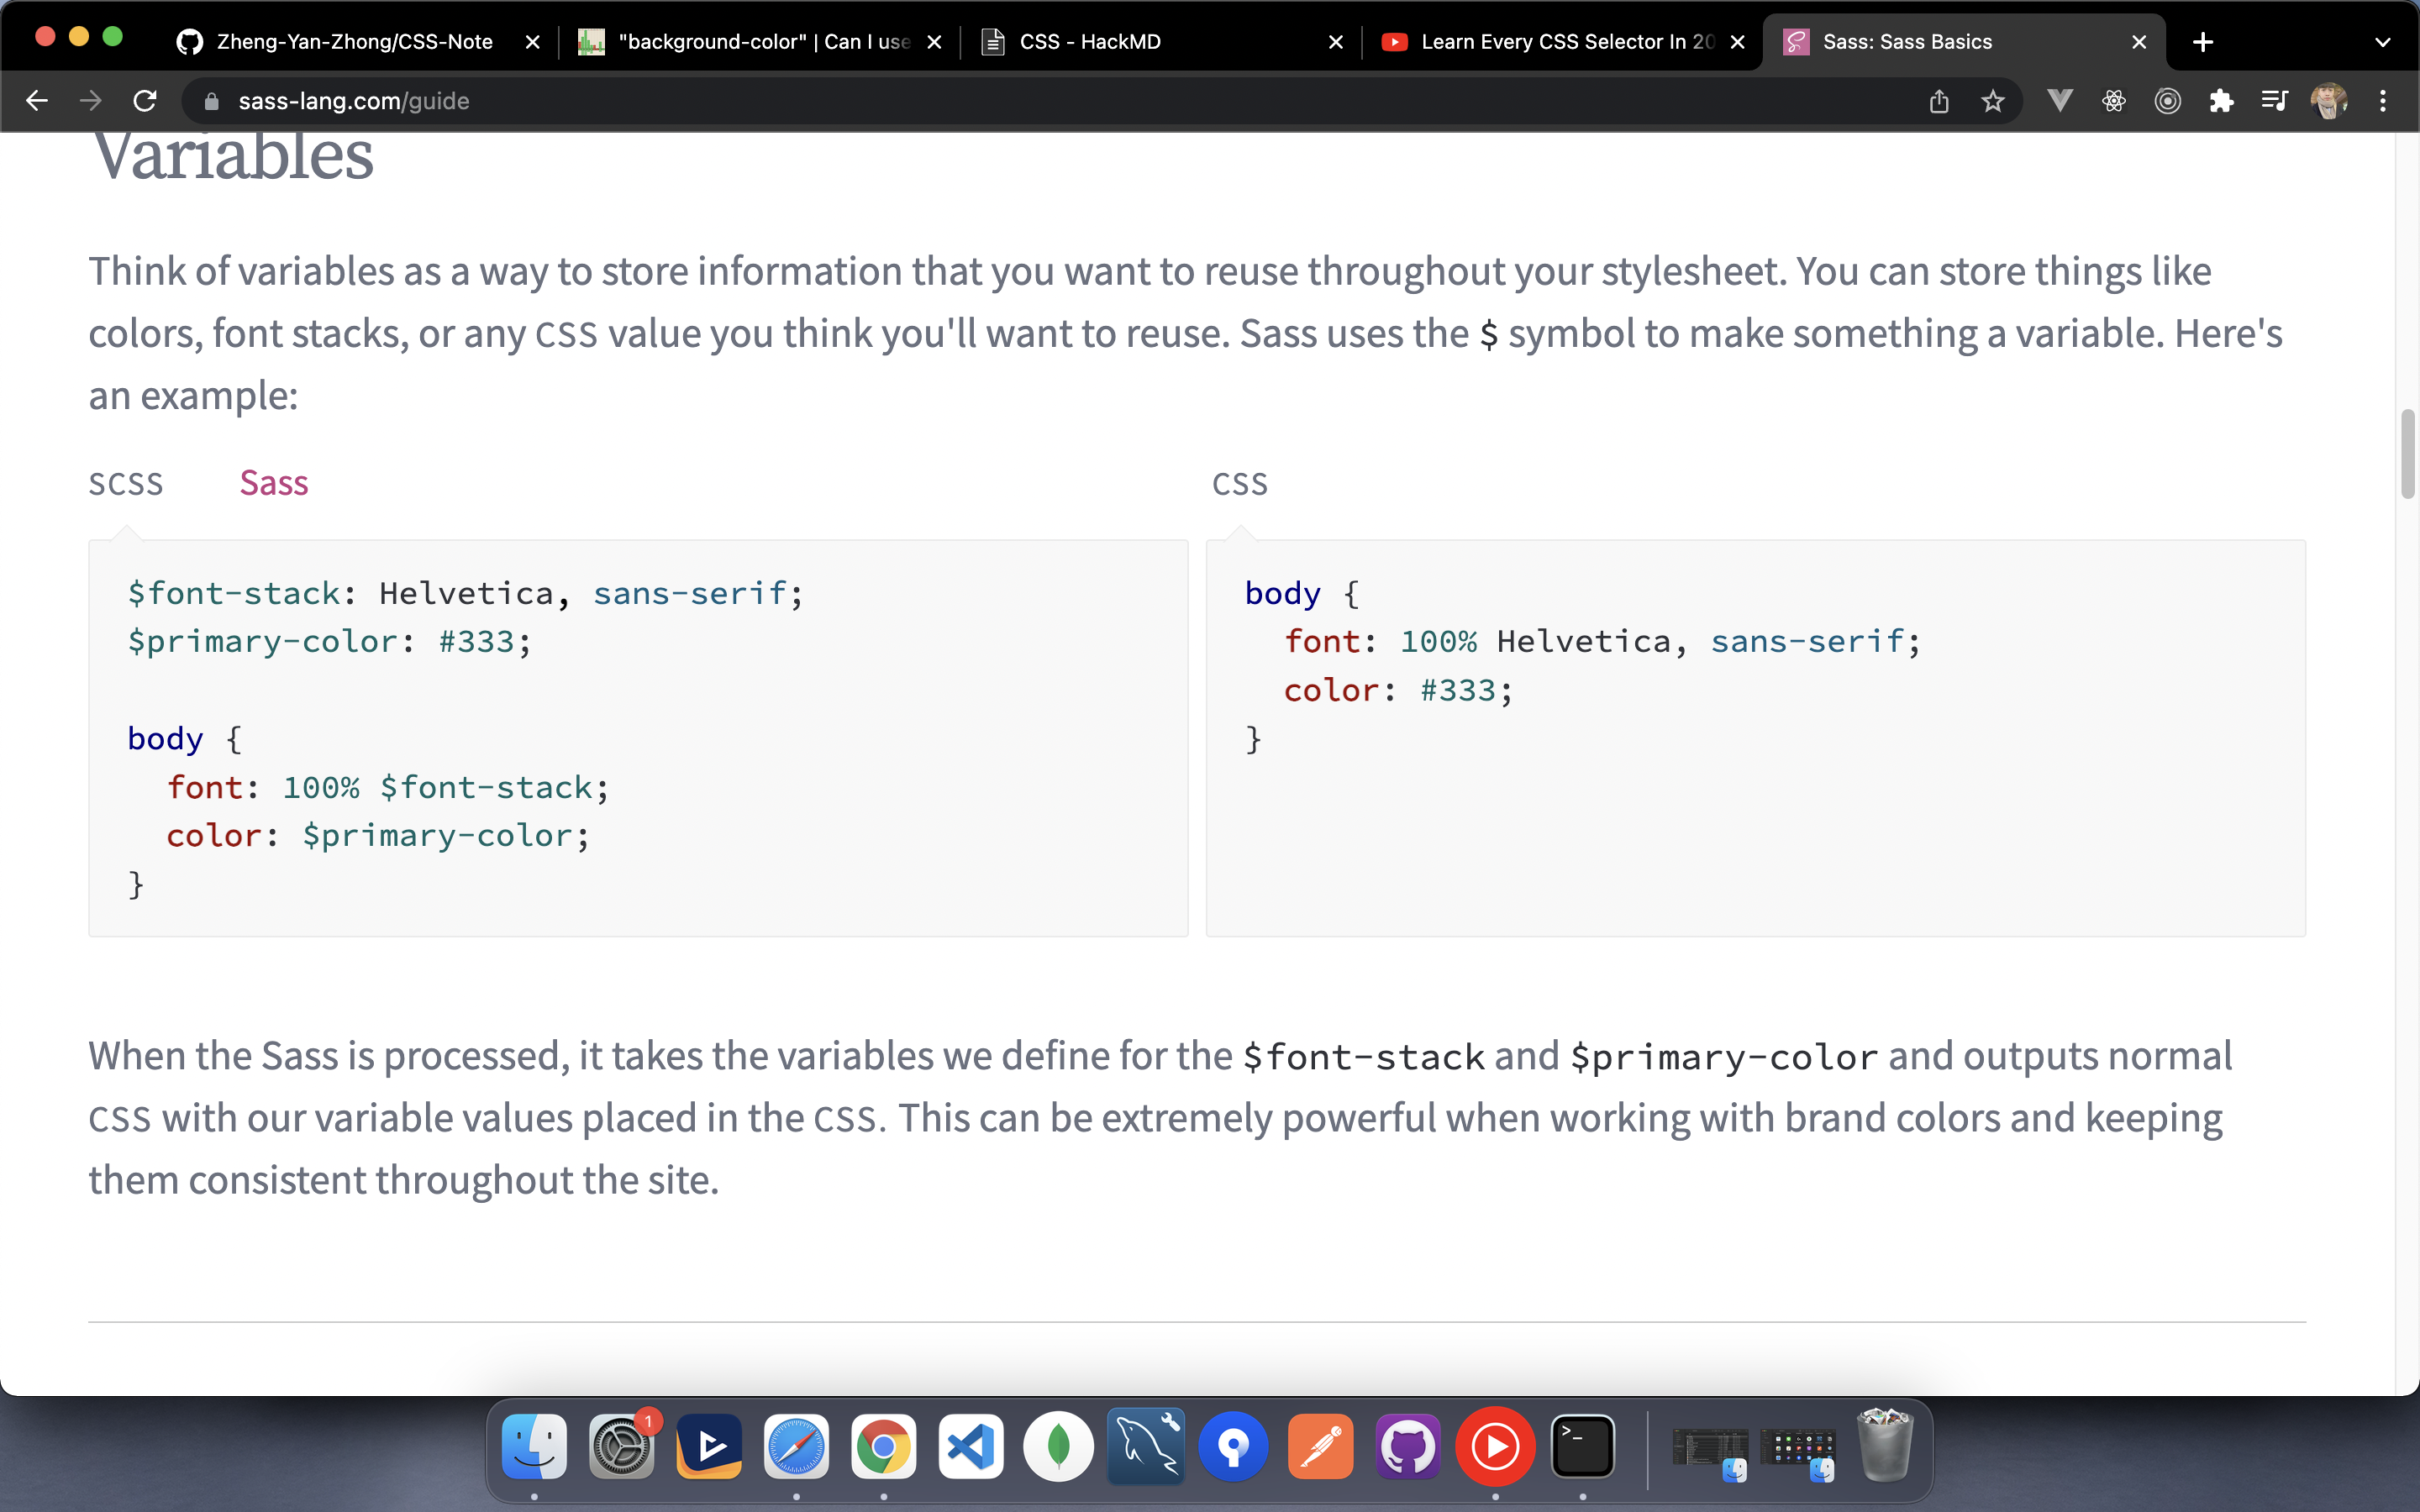 Zheng-Yan-Zhong/CSS-Note
"background-color" | Can I use
CSS - HackMD
Learn Every CSS Selector In 20
Sass: Sass Basics
sass-lang.com/guide
Variables
Think of variables as a way to store information that you want to reuse throughout your stylesheet. You can store things like
colors, font stacks, or any CSS value you think you'll want to reuse. Sass uses the $ symbol to make something a variable. Here's
an example:
SCSS Sass
$font-stack: Helvetica, sans-serif;
$primary-color: #333;
body {
  font: 100% $font-stack;
  color: $primary-color;
}
CSS
body {
  font: 100% Helvetica, sans-serif;
  color: #333;
}
When the Sass is processed, it takes the variables we define for the $font-stack and $primary-color and outputs normal
CSS with our variable values placed in the CSS. This can be extremely powerful when working with brand colors and keeping
them consistent throughout the site.
1
>_